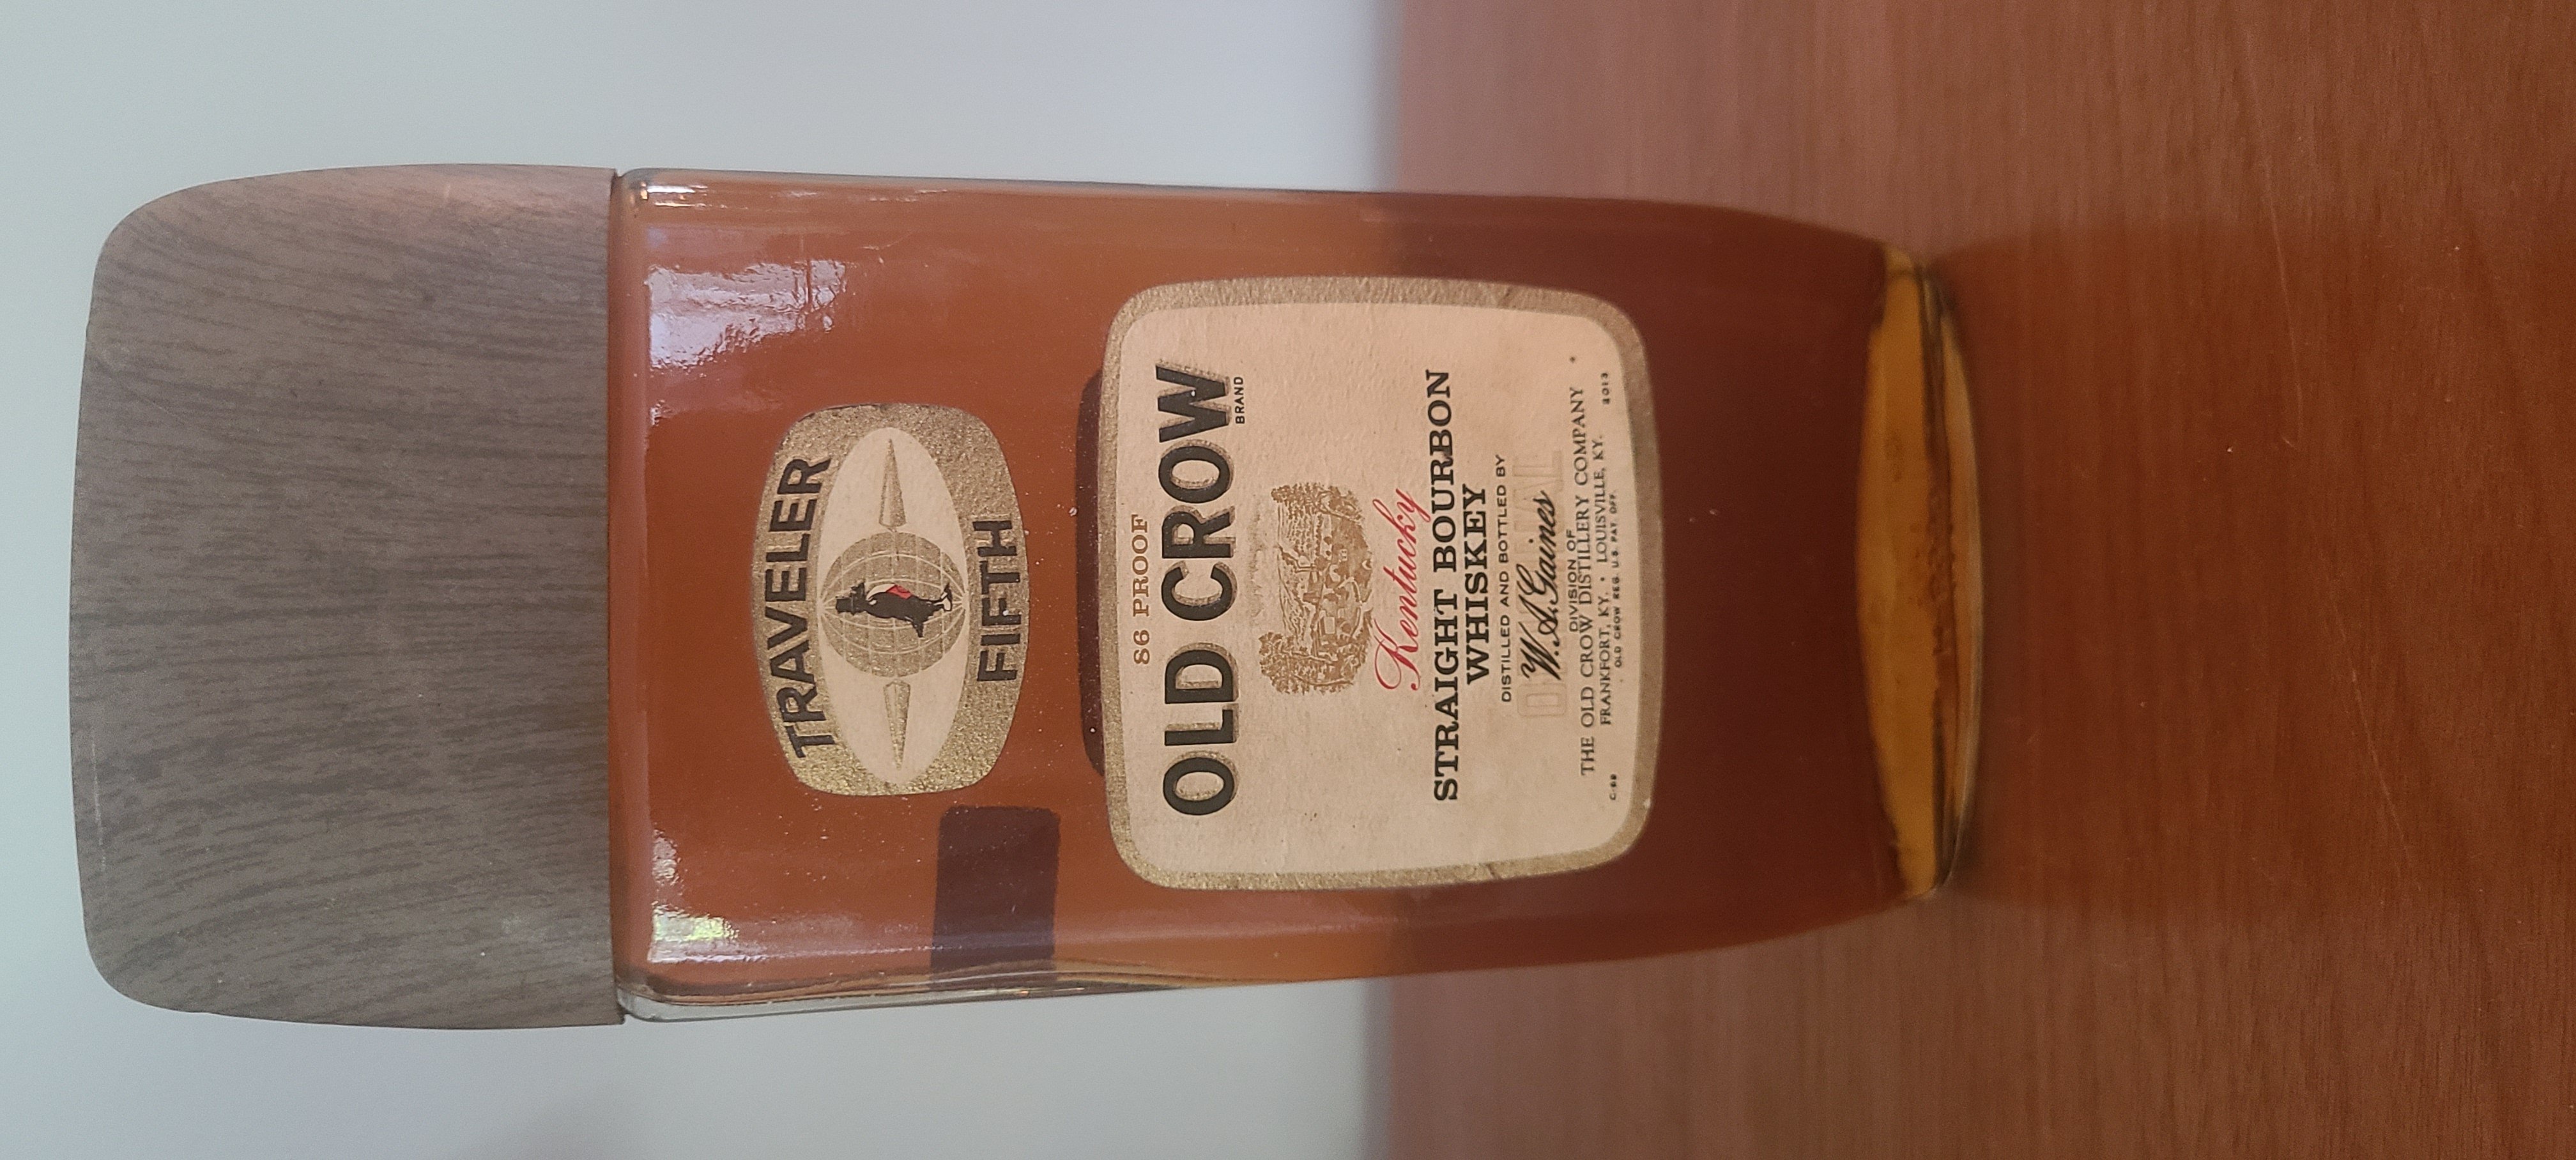 TRAVELER
FIFTH
86 PROOF
OLD CROW
BRAND
Kentucky
STRAIGHT BOURBON
WHISKEY
DISTILLED AND BOTTLED BY
W.A.Gaines
DIVISION OF
THE OLD CROW DISTILLERY COMPANY
FRANKFORT, KY. • LOUISVILLE, KY.
OLD CROW REG. U.S. PAT. OFF.